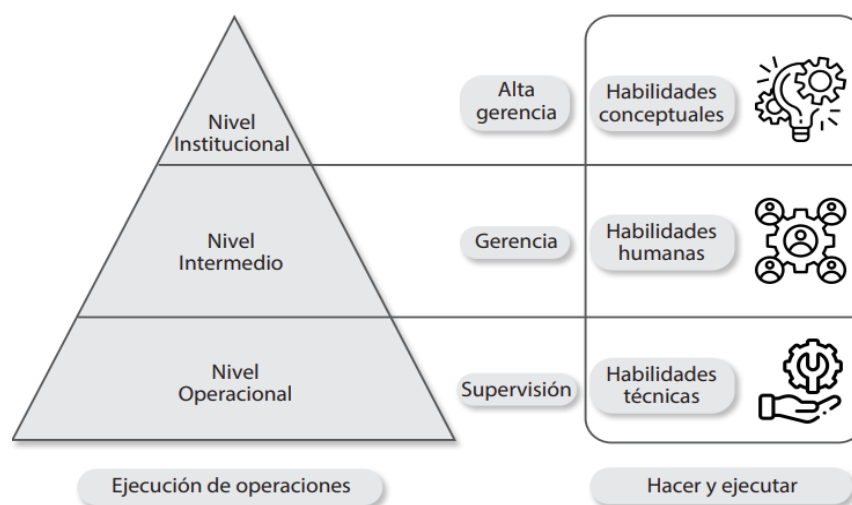 Nivel
Institucional
Alta
gerencia
Habilidades
conceptuales
Nivel
Intermedio
Gerencia
Habilidades
humanas
Nivel
Operacional
Supervisión
Habilidades
técnicas
Ejecución de operaciones
Hacer y ejecutar